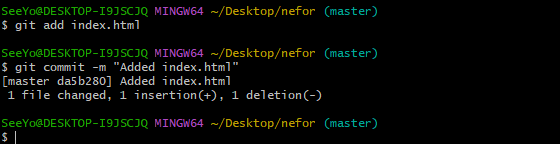 SeeYo@DESKTOP-I9JSCJQ MINGW64 ~/Desktop/nefor (master)
$ git add index.html
SeeYo@DESKTOP-I9JSCJQ MINGW64 ~/Desktop/nefor (master)
$ git commit -m "Added index.html"
[master da5b280] Added index.html
 1 file changed, 1 insertion(+), 1 deletion(-)
SeeYo@DESKTOP-I9JSCJQ MINGW64 ~/Desktop/nefor (master)
$